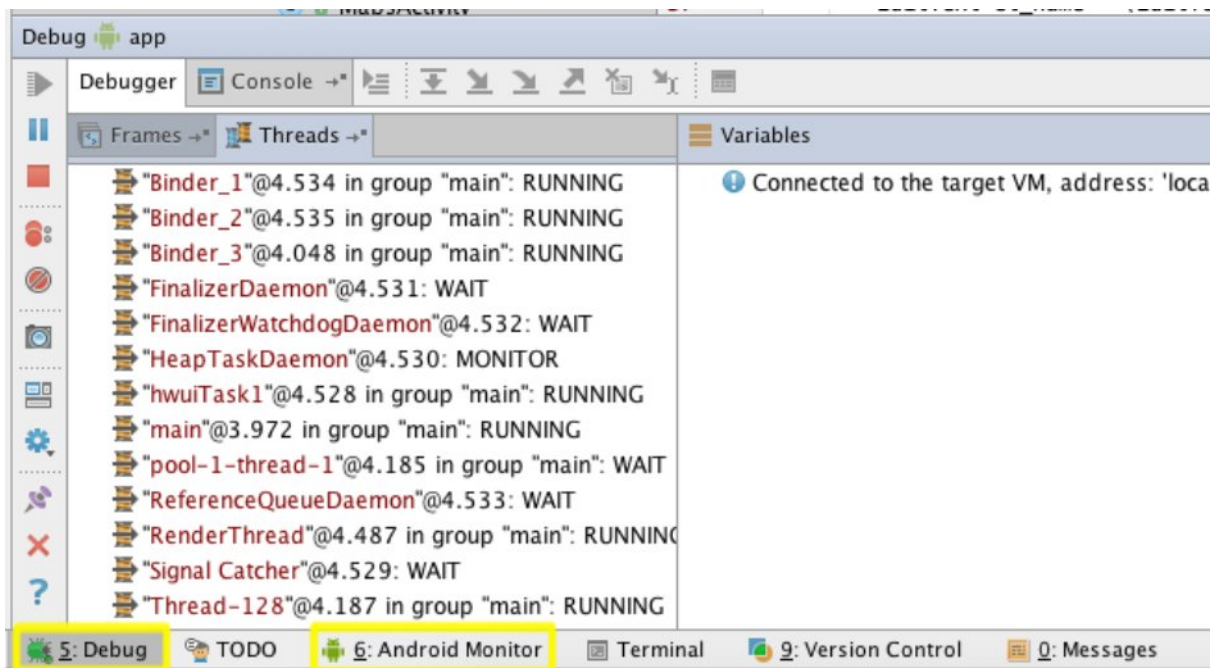 MapsActivity
Debug app
Debugger Console
Frames Threads
Variables
"Binder_1"@4.534 in group "main": RUNNING
"Binder_2"@4.535 in group "main": RUNNING
"Binder_3"@4.048 in group "main": RUNNING
"FinalizerDaemon"@4.531: WAIT
"FinalizerWatchdogDaemon"@4.532: WAIT
"HeapTaskDaemon"@4.530: MONITOR
"hwuiTask1"@4.528 in group "main": RUNNING
"main"@3.972 in group "main": RUNNING
"pool-1-thread-1"@4.185 in group "main": WAIT
"ReferenceQueueDaemon"@4.533: WAIT
"RenderThread"@4.487 in group "main": RUNNING
"Signal Catcher"@4.529: WAIT
"Thread-128"@4.187 in group "main": RUNNING
Connected to the target VM, address: 'loca
5: Debug TODO 6: Android Monitor Terminal 9: Version Control 0: Messages